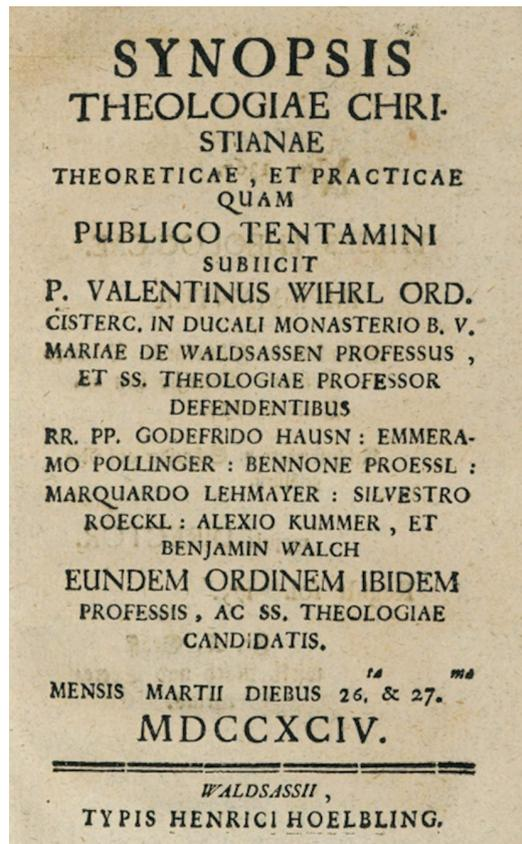 SYNOPSIS
THEOLOGIAE CHRI-
STIANAE
THEORETICAE , ET PRACTICAE
QUAM
PUBLICO TENTAMINI
SUBIICIT
P. VALENTINUS WIHRL ORD.
CISTERC. IN DUCALI MONASTERIO B. V.
MARIAE DE WALDSASSEN PROFESSUS ,
ET SS. THEOLOGIAE PROFESSOR
DEFENDENTIBUS
RR. PP. GODEFRIDO HAUSN : EMMERA-
MO POLLINGER : BENNONE PROESSL :
MARQUARDO LEHMAYER : SILVESTRO
ROECKL : ALEXIO KUMMER , ET
BENJAMIN WALCH
EUNDEM ORDINEM IBIDEM
PROFESSIS , AC SS. THEOLOGIAE
CANDIDATIS.
MENSIS MARTII DIEBUS 26.ta & 27.ma
MDCCXCIV.
WALDSASSII ,
TYPIS HENRICI HOELBLING.